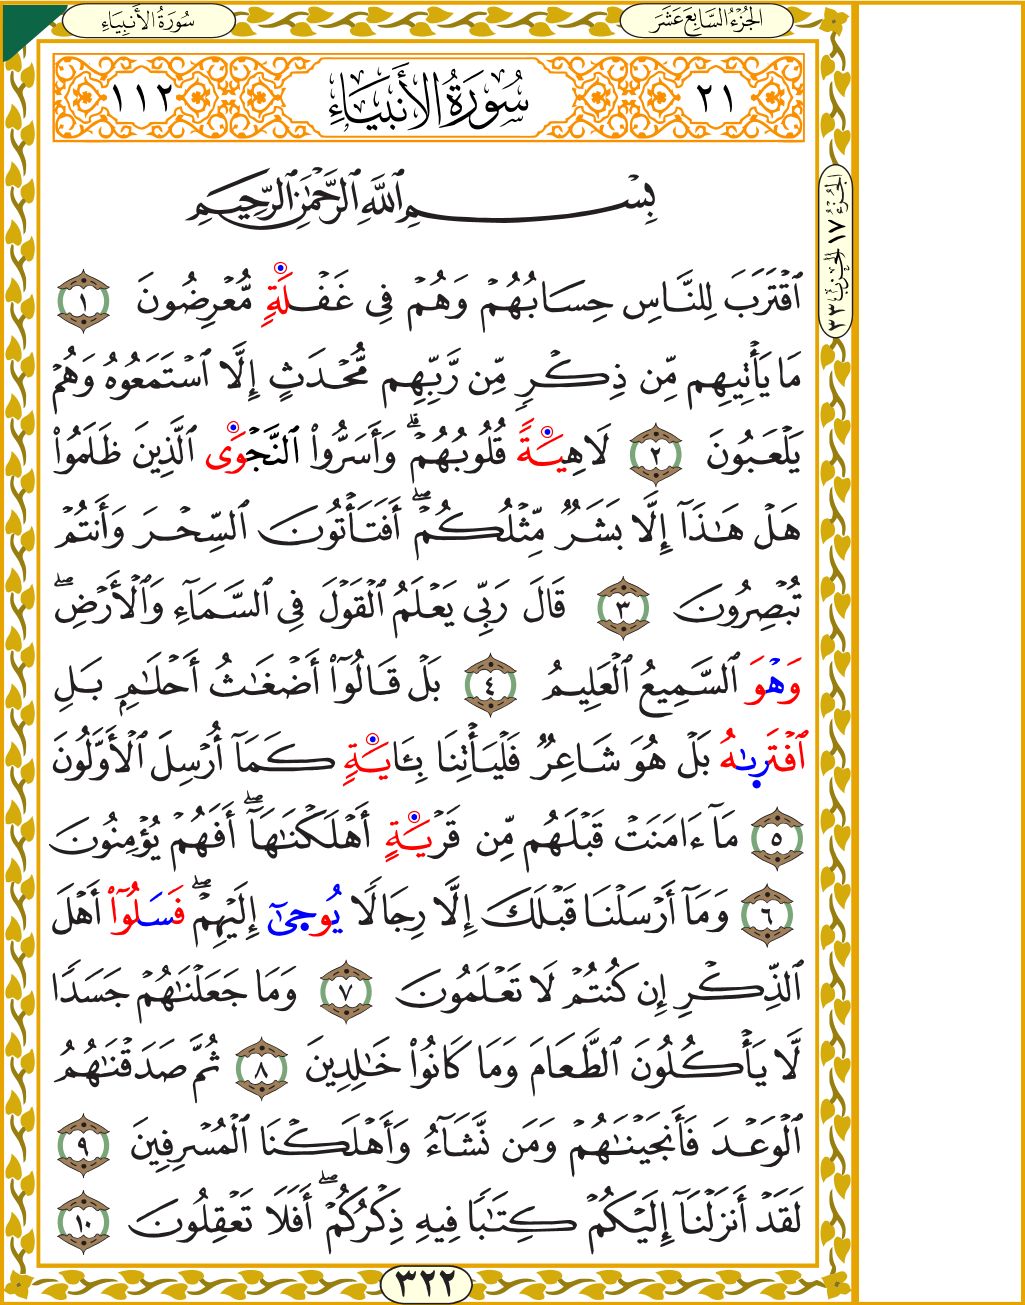 سُورَةُ الأَنبِيَاءِ
الجُزْءُ السَّابِعَ عَشَرَ
١١٢
سُورَةُ الأَنبِيَاءِ
٢١
الجُزْءُ ١٧ الحِزْبُ ٣٣
بِسْمِ ٱللَّهِ ٱلرَّحْمَٰنِ ٱلرَّحِيمِ
ٱقْتَرَبَ لِلنَّاسِ حِسَابُهُمْ وَهُمْ فِى غَفْلَةٍ مُّعْرِضُونَ ١
مَا يَأْتِيهِم مِّن ذِكْرٍ مِّن رَّبِّهِم مُّحْدَثٍ إِلَّا ٱسْتَمَعُوهُ وَهُمْ
يَلْعَبُونَ ٢ لَاهِيَةً قُلُوبُهُمْ ۗ وَأَسَرُّوا۟ ٱلنَّجْوَى ٱلَّذِينَ ظَلَمُوا۟
هَلْ هَٰذَآ إِلَّا بَشَرٌ مِّثْلُكُمْ ۖ أَفَتَأْتُونَ ٱلسِّحْرَ وَأَنتُمْ
تُبْصِرُونَ ٣ قَالَ رَبِّى يَعْلَمُ ٱلْقَوْلَ فِى ٱلسَّمَآءِ وَٱلْأَرْضِ ۖ
وَهْوَ ٱلسَّمِيعُ ٱلْعَلِيمُ ٤ بَلْ قَالُوٓا۟ أَضْغَٰثُ أَحْلَٰمٍ بَلِ
ٱفْتَرَىٰهُ بَلْ هُوَ شَاعِرٌ فَلْيَأْتِنَا بِـَٔايَةٍ كَمَآ أُرْسِلَ ٱلْأَوَّلُونَ
٥ مَآ ءَامَنَتْ قَبْلَهُم مِّن قَرْيَةٍ أَهْلَكْنَٰهَآ ۖ أَفَهُمْ يُؤْمِنُونَ
٦ وَمَآ أَرْسَلْنَا قَبْلَكَ إِلَّا رِجَالًا يُوحَىٰٓ إِلَيْهِمْ ۖ فَسَلُوٓا۟ أَهْلَ
ٱلذِّكْرِ إِن كُنتُمْ لَا تَعْلَمُونَ ٧ وَمَا جَعَلْنَٰهُمْ جَسَدًا
لَّا يَأْكُلُونَ ٱلطَّعَامَ وَمَا كَانُوا۟ خَٰلِدِينَ ٨ ثُمَّ صَدَقْنَٰهُمُ
ٱلْوَعْدَ فَأَنجَيْنَٰهُمْ وَمَن نَّشَآءُ وَأَهْلَكْنَا ٱلْمُسْرِفِينَ ٩
لَقَدْ أَنزَلْنَآ إِلَيْكُمْ كِتَٰبًا فِيهِ ذِكْرُكُمْ ۖ أَفَلَا تَعْقِلُونَ ١٠
٣٢٢